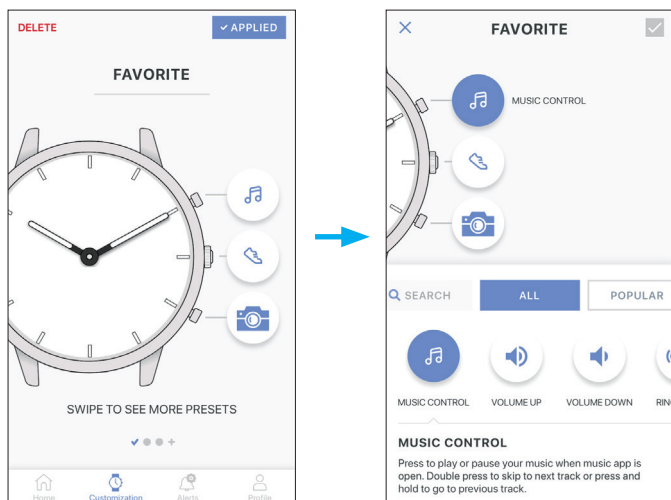 DELETE
✓ APPLIED
FAVORITE
SWIPE TO SEE MORE PRESETS
Home
Customization
Alerts
Profile
FAVORITE
MUSIC CONTROL
SEARCH
ALL
POPULAR
MUSIC CONTROL
VOLUME UP
VOLUME DOWN
RIN
MUSIC CONTROL
Press to play or pause your music when music app is
open. Double press to skip to next track or press and
hold to go to previous track.